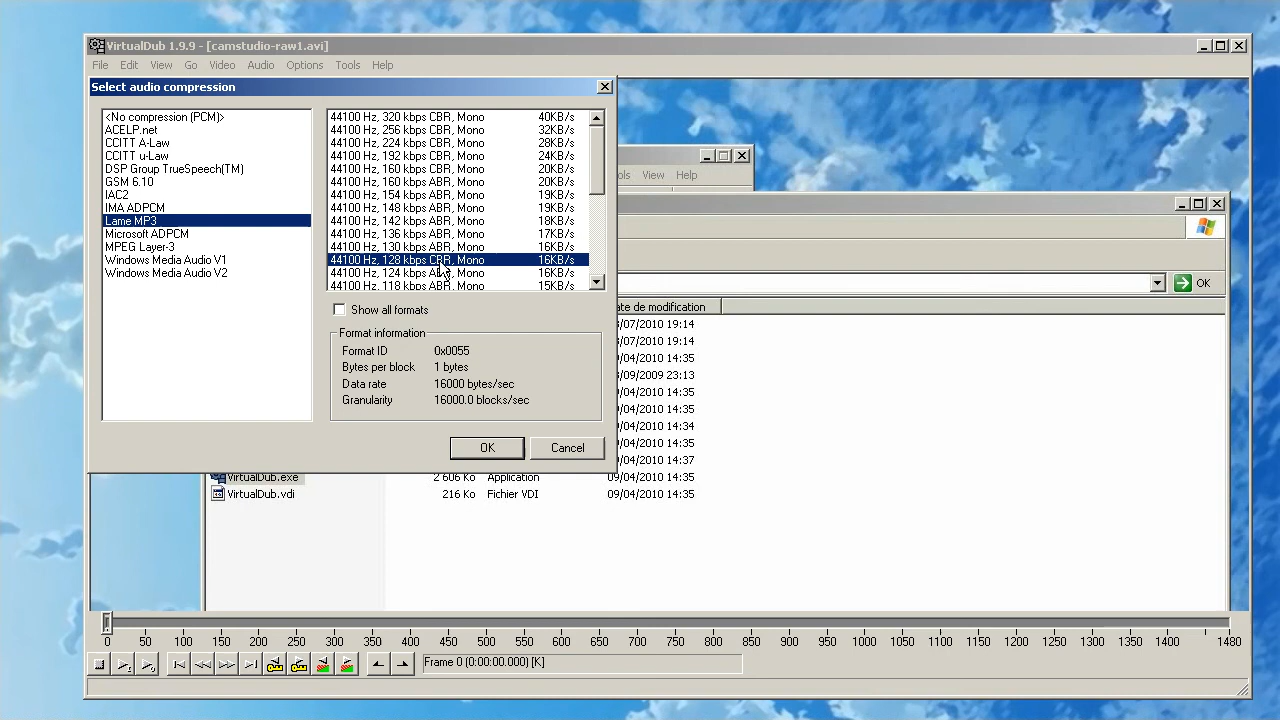 VirtualDub 1.9.9 - [camstudio-raw1.avi]
File Edit View Go Video Audio Options Tools Help
Select audio compression
<No compression (PCM)>
ACELP.net
CCITT A-Law
CCITT u-Law
DSP Group TrueSpeech(TM)
GSM 6.10
IAC2
IMA ADPCM
Lame MP3
Microsoft ADPCM
MPEG Layer-3
Windows Media Audio V1
Windows Media Audio V2
44100 Hz, 320 kbps CBR, Mono 40KB/s
44100 Hz, 256 kbps CBR, Mono 32KB/s
44100 Hz, 224 kbps CBR, Mono 28KB/s
44100 Hz, 192 kbps CBR, Mono 24KB/s
44100 Hz, 160 kbps CBR, Mono 20KB/s
44100 Hz, 160 kbps ABR, Mono 20KB/s
44100 Hz, 154 kbps ABR, Mono 19KB/s
44100 Hz, 148 kbps ABR, Mono 19KB/s
44100 Hz, 142 kbps ABR, Mono 18KB/s
44100 Hz, 136 kbps ABR, Mono 17KB/s
44100 Hz, 130 kbps ABR, Mono 16KB/s
44100 Hz, 128 kbps CBR, Mono 16KB/s
44100 Hz, 124 kbps ABR, Mono 16KB/s
44100 Hz, 118 kbps ABR, Mono 15KB/s
Show all formats
Format information
Format ID 0x0055
Bytes per block 1 bytes
Data rate 16000 bytes/sec
Granularity 16000.0 blocks/sec
OK Cancel
ols View Help
OK
ate de modification
/07/2010 19:14
/07/2010 19:14
/04/2010 14:35
/09/2009 23:13
/04/2010 14:35
/04/2010 14:35
/04/2010 14:34
/04/2010 14:35
/04/2010 14:37
VirtualDub.exe 2 606 Ko Application 09/04/2010 14:35
VirtualDub.vdi 216 Ko Fichier VDI 09/04/2010 14:35
0 50 100 150 200 250 300 350 400 450 500 550 600 650 700 750 800 850 900 950 1000 1050 1100 1150 1200 1250 1300 1350 1400 1480
Frame 0 (0:00:00.000) [K]